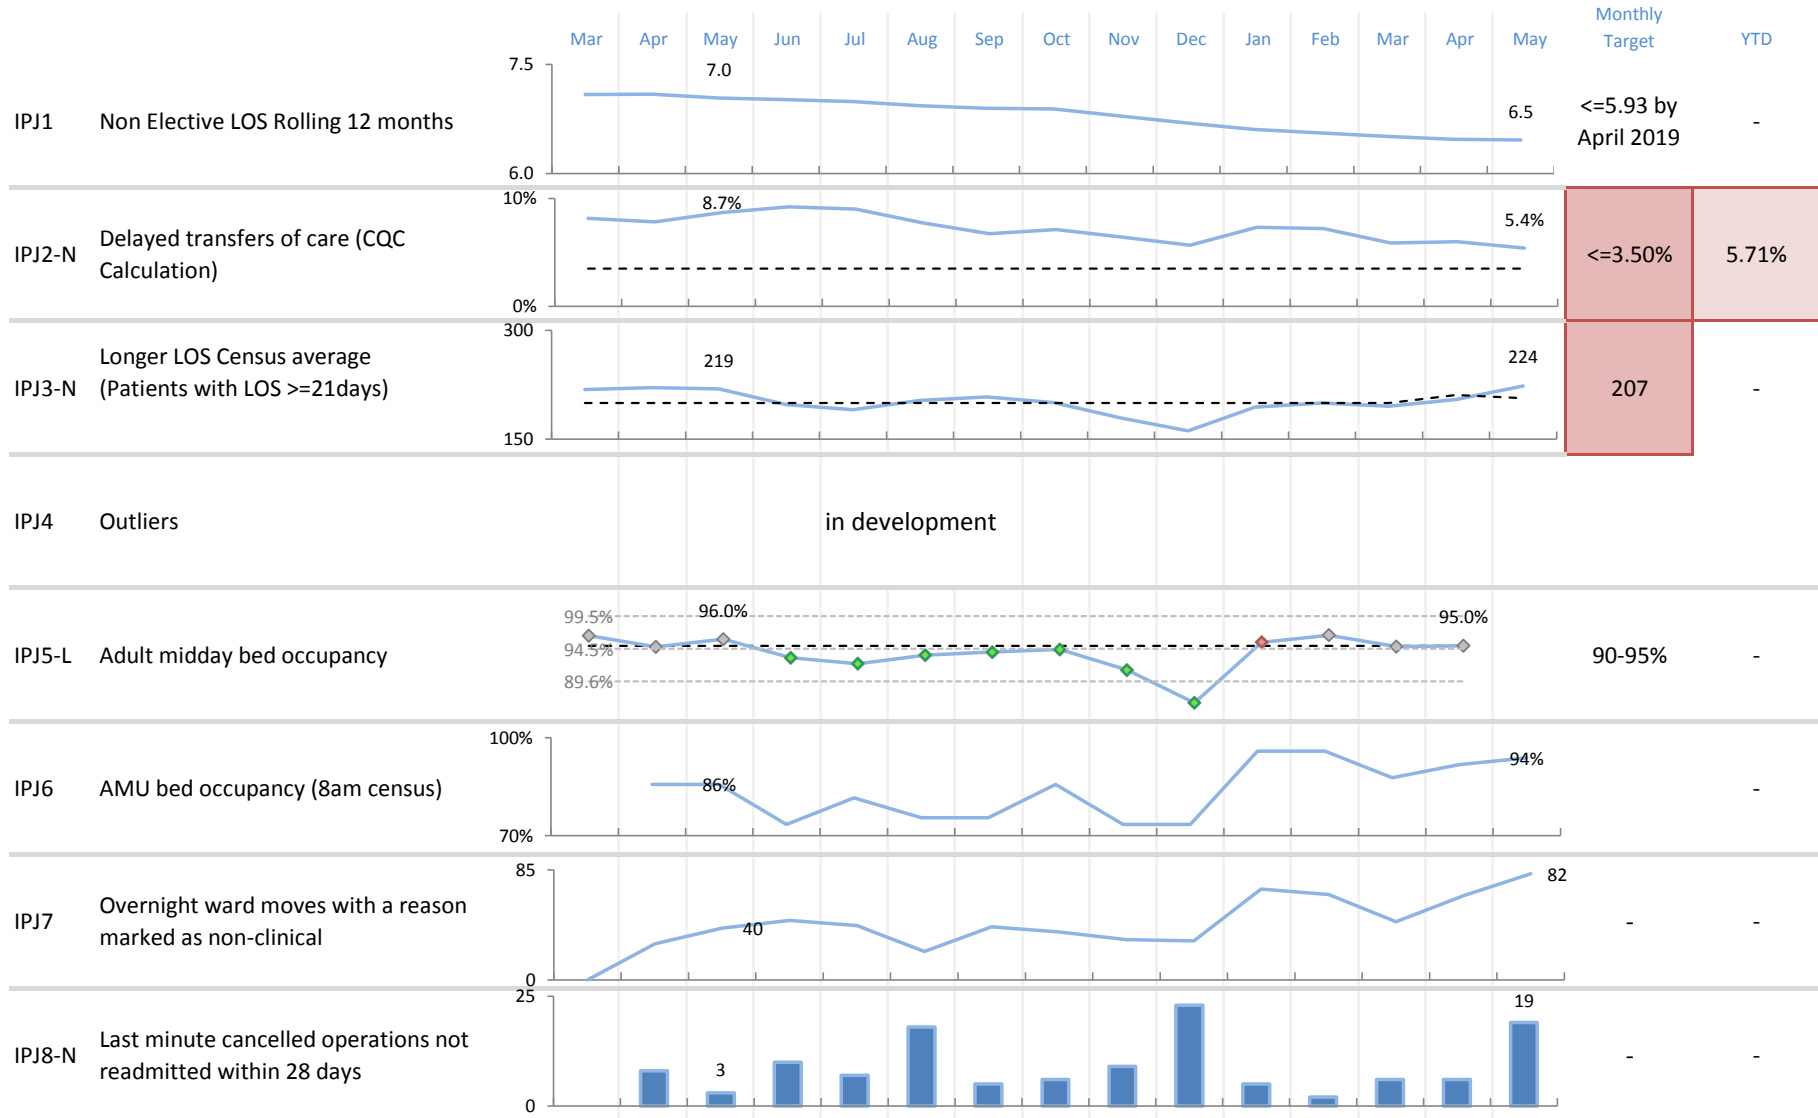 Monthly
Mar Apr May Jun Jul Aug Sep Oct Nov Dec Jan Feb Mar Apr May Target YTD
7.5
7.0
6.5
IPJ1 Non Elective LOS Rolling 12 months
<=5.93 by
April 2019
-
6.0
10%
8.7%
5.4%
IPJ2-N Delayed transfers of care (CQC
Calculation)
<=3.50% 5.71%
0%
300
219
224
IPJ3-N Longer LOS Census average
(Patients with LOS >=21days)
207 -
150
IPJ4 Outliers in development
99.5%
96.0%
95.0%
94.5%
IPJ5-L Adult midday bed occupancy
90-95% -
89.6%
100%
86%
94%
IPJ6 AMU bed occupancy (8am census)
-
70%
85
82
40
IPJ7 Overnight ward moves with a reason
marked as non-clinical
- -
0
25
19
3
IPJ8-N Last minute cancelled operations not
readmitted within 28 days
- -
0